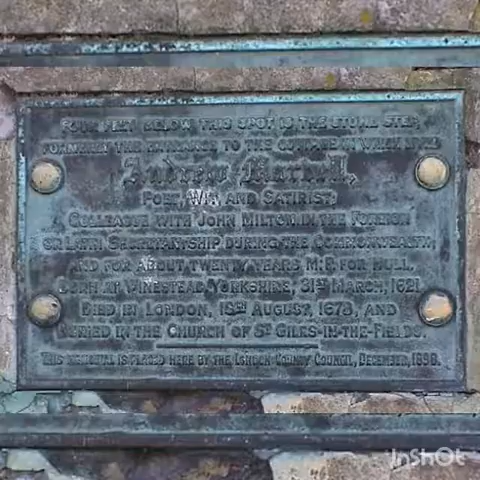 FOUR FEET BELOW THIS SPOT IS THE STONE STEP,
FORMERLY THE ENTRANCE TO THE COTTAGE IN WHICH LIVED
Andrew Marvell,
POET, WIT, AND SATIRIST;
A COLLEAGUE WITH JOHN MILTON IN THE FOREIGN
OR LATIN SECRETARYSHIP DURING THE COMMONWEALTH;
AND FOR ABOUT TWENTY YEARS M.P. FOR HULL.
BORN AT WINESTEAD, YORKSHIRE, 31ST MARCH, 1621,
DIED IN LONDON, 18TH AUGUST, 1678, AND
BURIED IN THE CHURCH OF ST GILES-IN-THE-FIELDS.
THIS MEMORIAL IS PLACED HERE BY THE LONDON COUNTY COUNCIL, DECEMBER, 1898.
InShOt